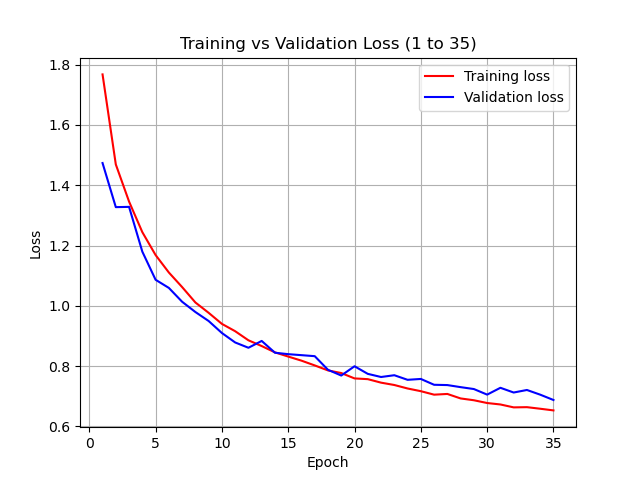 Training vs Validation Loss (1 to 35)
Training loss
Validation loss
Loss
1.8
1.6
1.4
1.2
1.0
0.8
0.6
0 5 10 15 20 25 30 35
Epoch